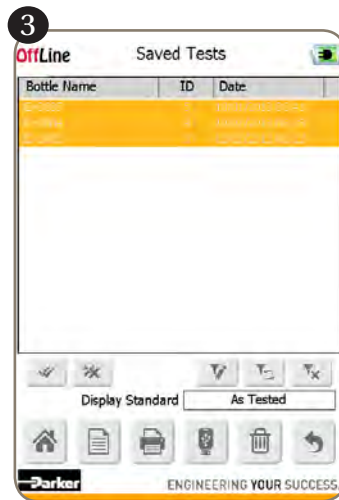 3
OffLine Saved Tests
Bottle Name ID Date
Display Standard As Tested
Parker ENGINEERING YOUR SUCCESS.